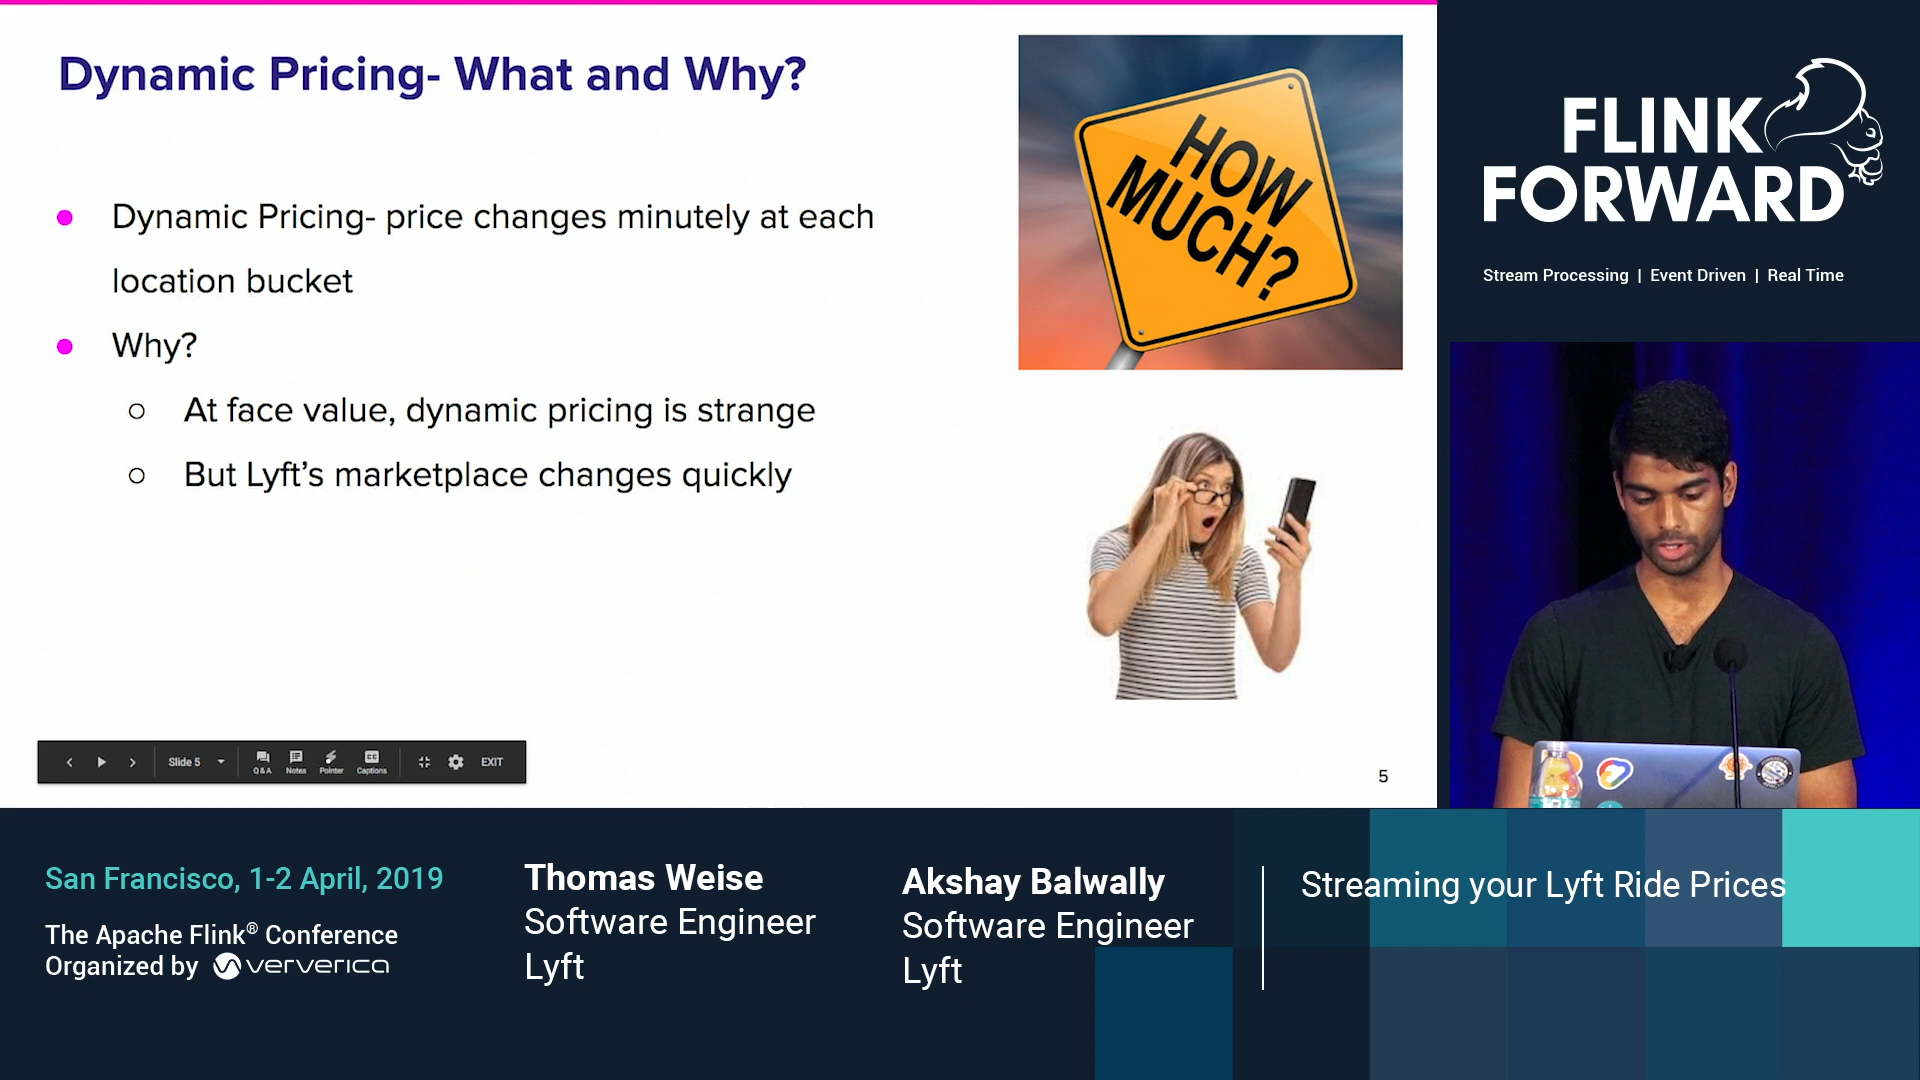 Dynamic Pricing- What and Why?
Dynamic Pricing- price changes minutely at each
location bucket
Why?
At face value, dynamic pricing is strange
But Lyft's marketplace changes quickly
HOW
MUCH?
Slide 5
Q&A
Notes
Pointer
Captions
EXIT
5
FLINK
FORWARD
Stream Processing | Event Driven | Real Time
San Francisco, 1-2 April, 2019
The Apache Flink® Conference
Organized by ververica
Thomas Weise
Software Engineer
Lyft
Akshay Balwally
Software Engineer
Lyft
Streaming your Lyft Ride Prices